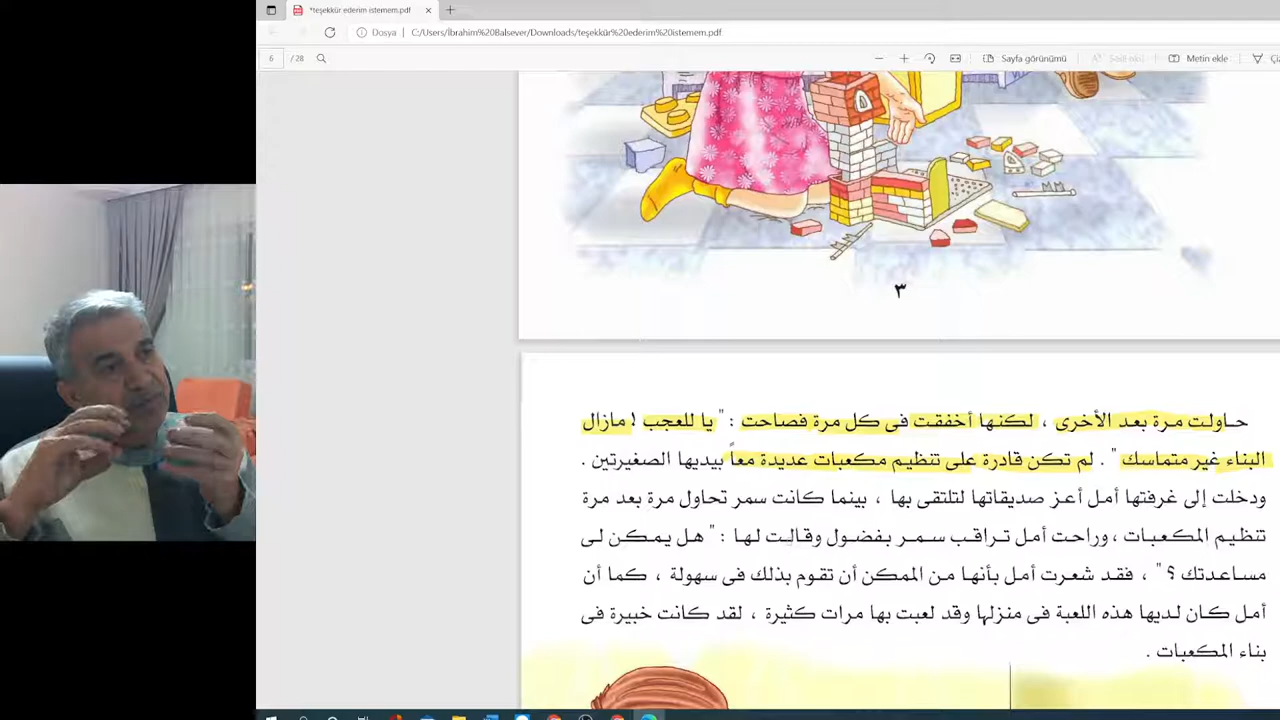 *teşekkür ederim istemem.pdf
Dosya C:/Users/İbrahim%20Balsever/Downloads/teşekkür%20ederim%20istemem.pdf
6 /28 Sayfa görünümü Sesli oku Metin ekle
٣
حاولت مرة بعد الأخرى ، لكنها أخفقت فى كل مرة فصاحت : " يا للعجب ! مازال
البناء غير متماسك " . لم تكن قادرة على تنظيم مكعبات عديدة معاً بيديها الصغيرتين .
ودخلت إلى غرفتها أمل أعز صديقاتها لتلتقى بها ، بينما كانت سمر تحاول مرة بعد مرة
تنظيم المكعبات ، وراحت أمل تراقب سمر بفضول وقالت لها : " هل يمكن لى
مساعدتك ؟ " ، فقد شعرت أمل بأنها من الممكن أن تقوم بذلك فى سهولة ، كما أن
أمل كان لديها هذه اللعبة فى منزلها وقد لعبت بها مرات كثيرة ، لقد كانت خبيرة فى
بناء المكعبات .